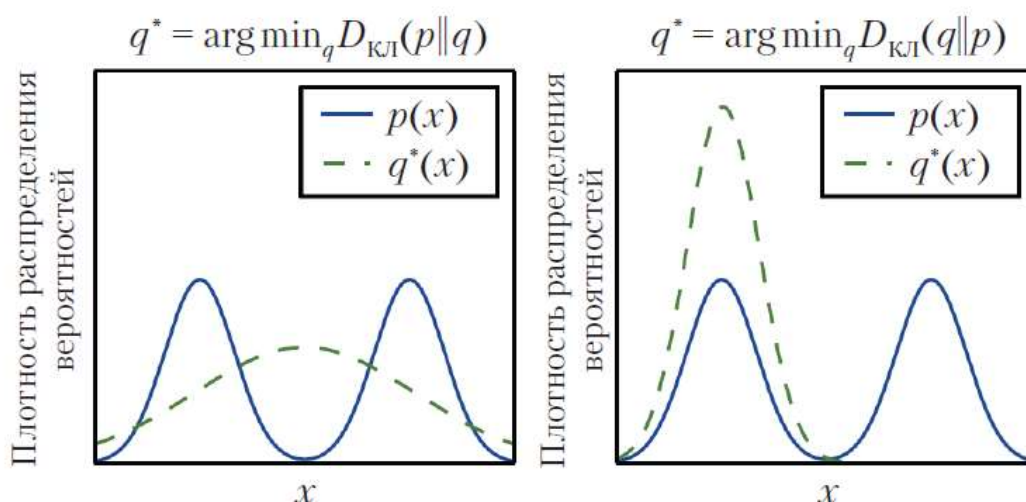 q* = arg min_q D_КЛ(p‖q)
Плотность распределения
вероятностей
p(x)
q*(x)
x
q* = arg min_q D_КЛ(q‖p)
Плотность распределения
вероятностей
p(x)
q*(x)
x